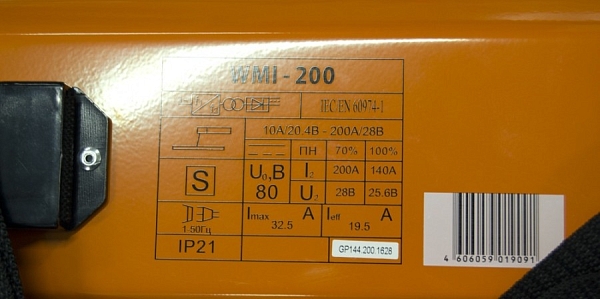 WMI - 200
IEC/EN 60974-1
10A/20.4B - 200A/28B
ПН 70% 100%
S U₀,B I₂ 200A 140A
80 U₂ 28B 25.6B
1~50Гц Imax 32.5 A Ieff 19.5 A
IP21 GP144.200.1628
4 606059 019091